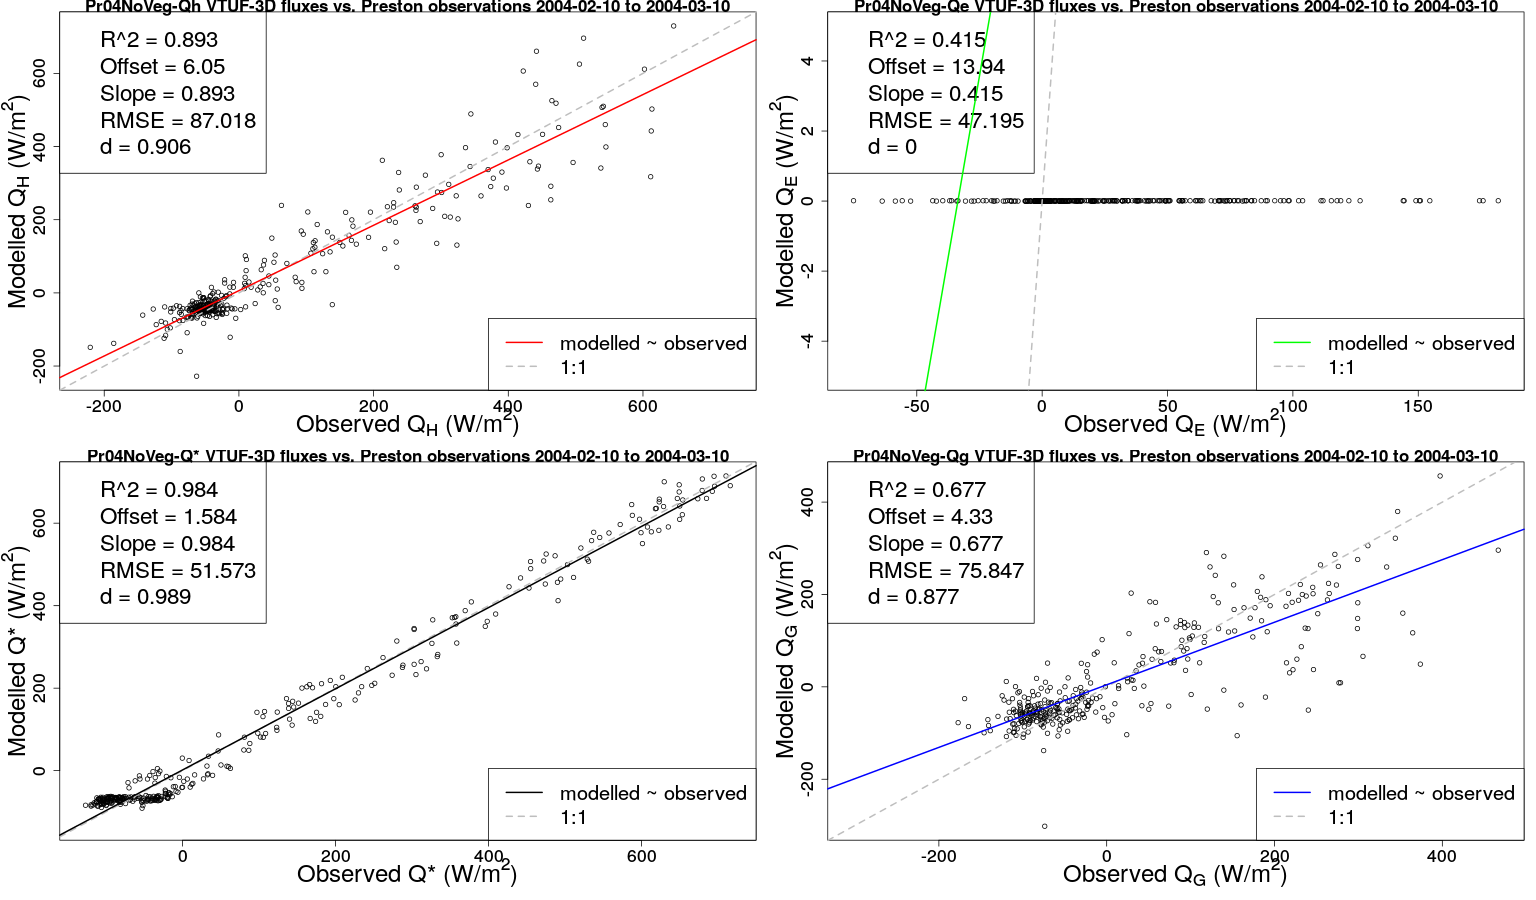 Pr04NoVeg-Qh VTUF-3D fluxes vs. Preston observations 2004-02-10 to 2004-03-10
R^2 = 0.893
Offset = 6.05
Slope = 0.893
RMSE = 87.018
d = 0.906
Modelled QH (W/m2)
600
400
200
0
-200
modelled ~ observed
1:1
-200 0 200 400 600
Observed QH (W/m2)
Pr04NoVeg-Qe VTUF-3D fluxes vs. Preston observations 2004-02-10 to 2004-03-10
R^2 = 0.415
Offset = 13.94
Slope = 0.415
RMSE = 47.195
d = 0
Modelled QE (W/m2)
4
2
0
-2
-4
modelled ~ observed
1:1
-50 0 50 100 150
Observed QE (W/m2)
Pr04NoVeg-Q* VTUF-3D fluxes vs. Preston observations 2004-02-10 to 2004-03-10
R^2 = 0.984
Offset = 1.584
Slope = 0.984
RMSE = 51.573
d = 0.989
Modelled Q* (W/m2)
600
400
200
0
modelled ~ observed
1:1
0 200 400 600
Observed Q* (W/m2)
Pr04NoVeg-Qg VTUF-3D fluxes vs. Preston observations 2004-02-10 to 2004-03-10
R^2 = 0.677
Offset = 4.33
Slope = 0.677
RMSE = 75.847
d = 0.877
Modelled QG (W/m2)
400
200
0
-200
modelled ~ observed
1:1
-200 0 200 400
Observed QG (W/m2)